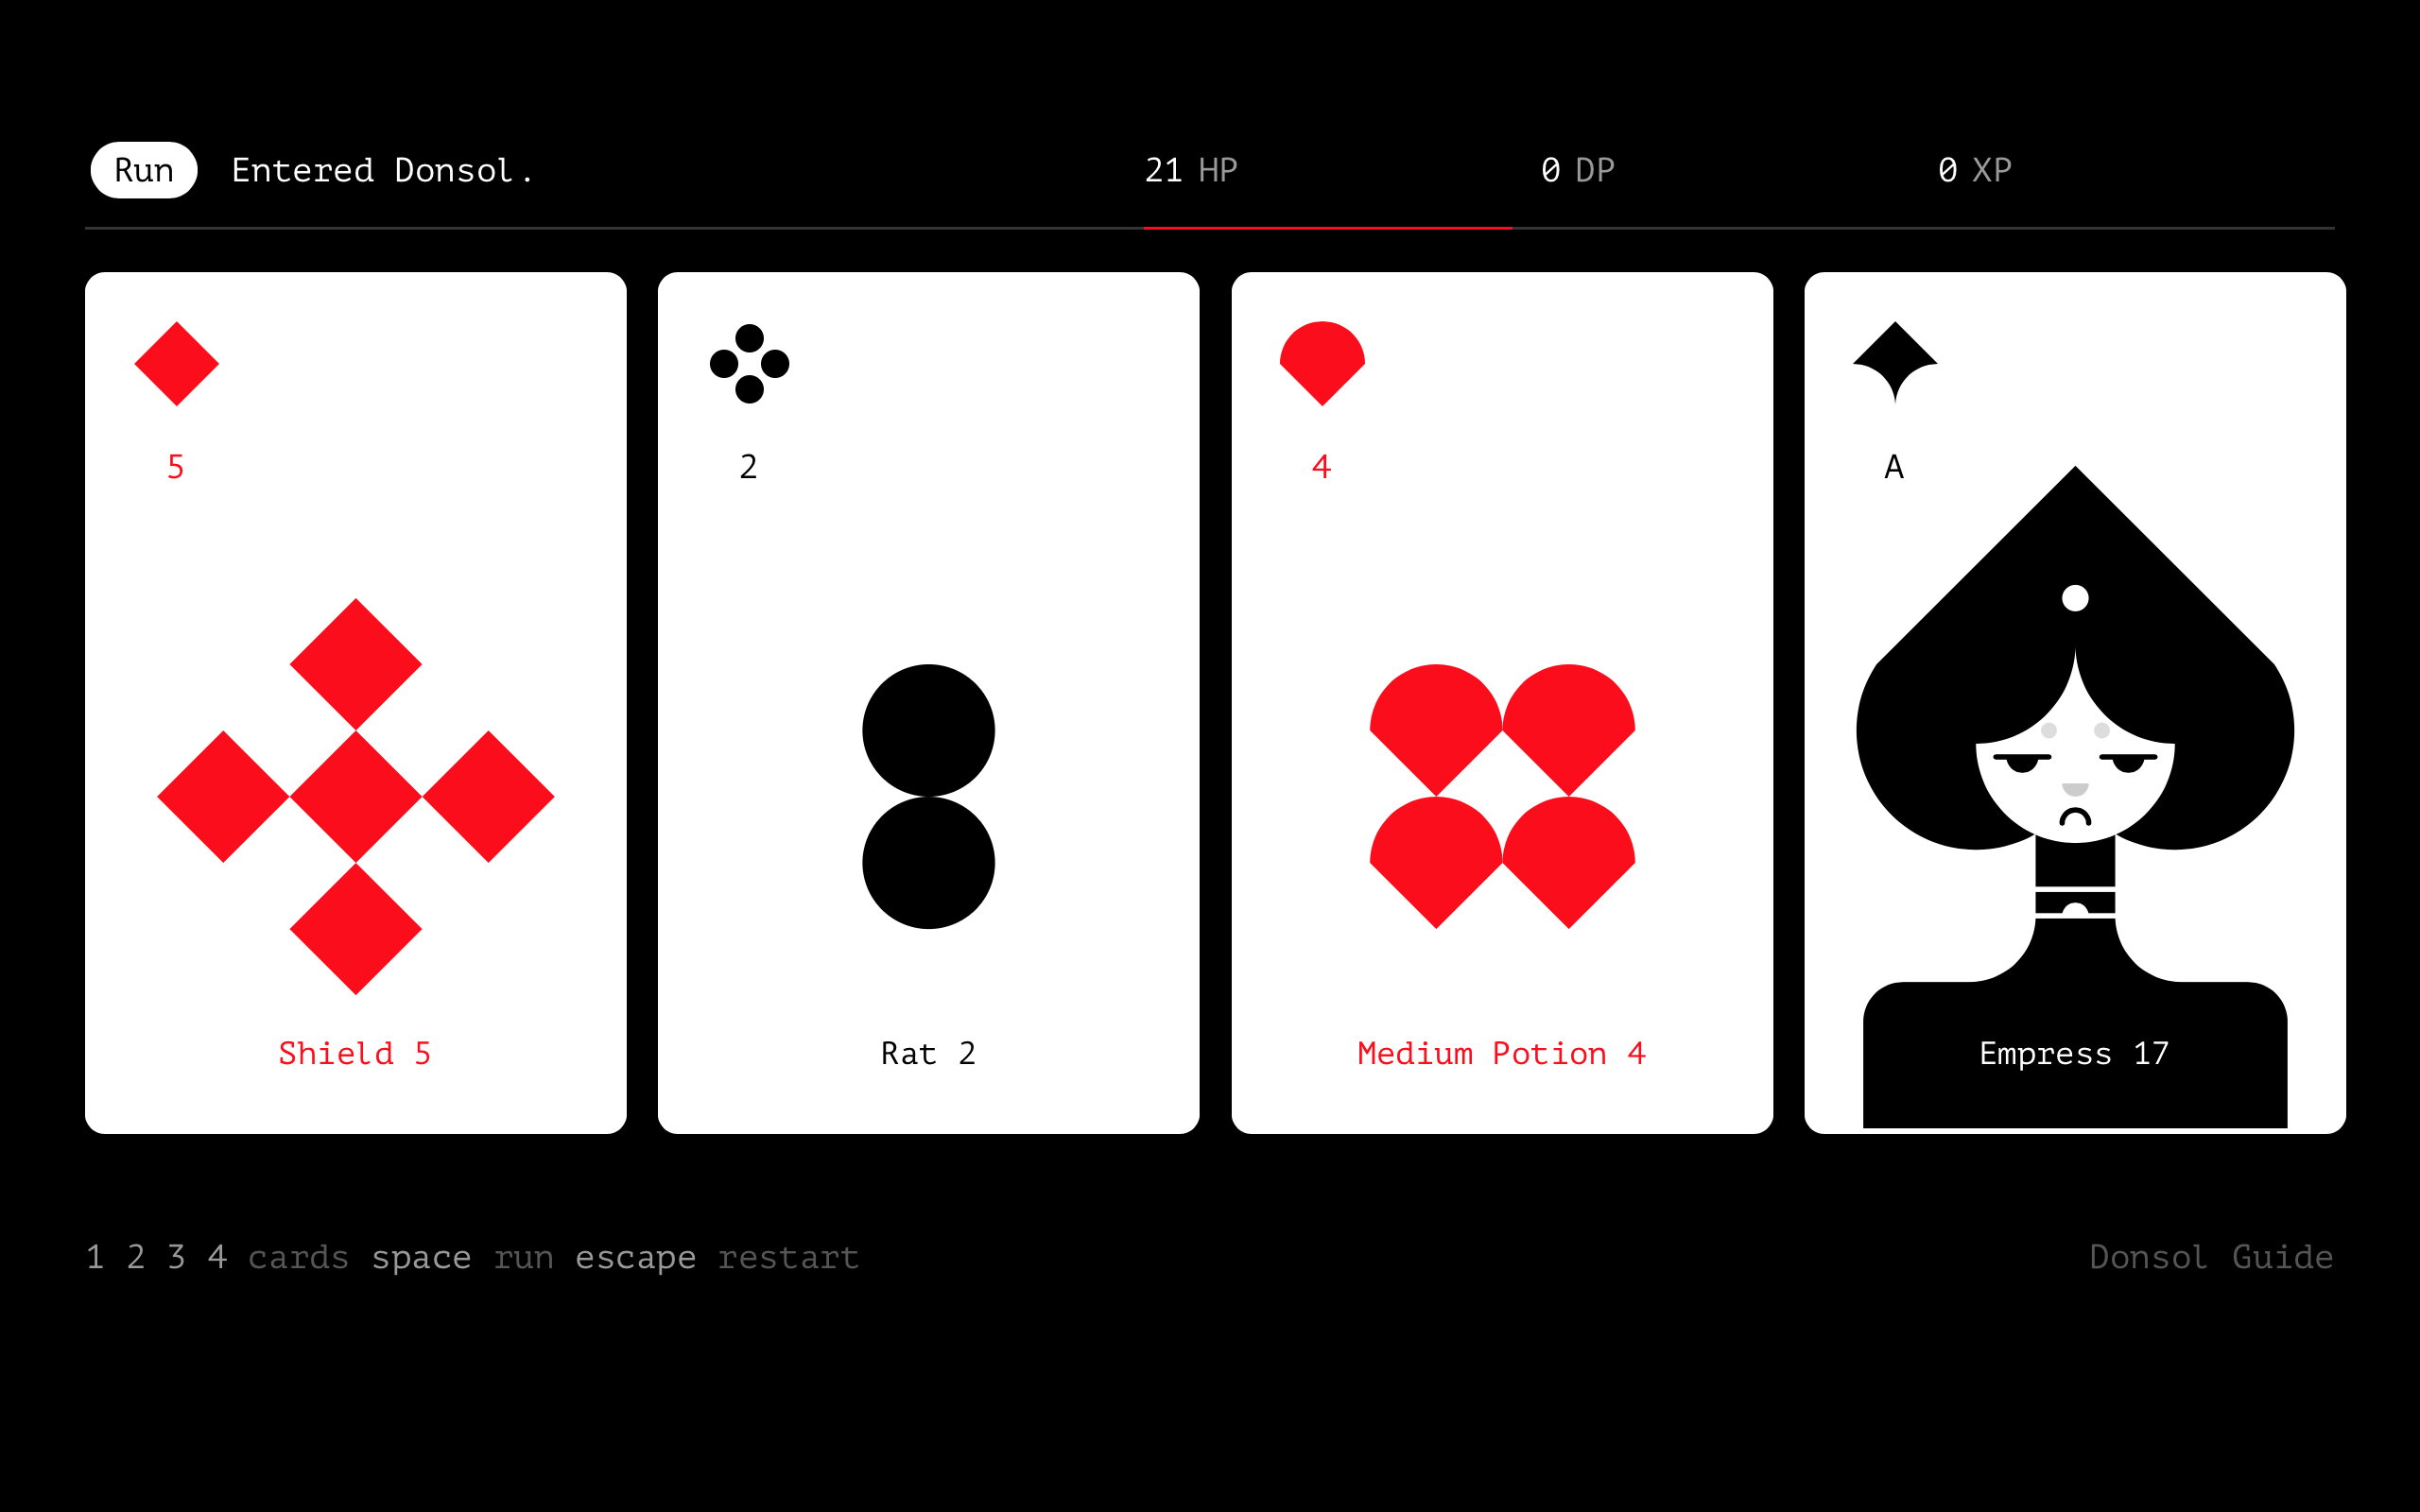 Run Entered Donsol. 21 HP 0 DP 0 XP
5 2 4 A
Shield 5 Rat 2 Medium Potion 4 Empress 17
1 2 3 4 cards space run escape restart Donsol Guide